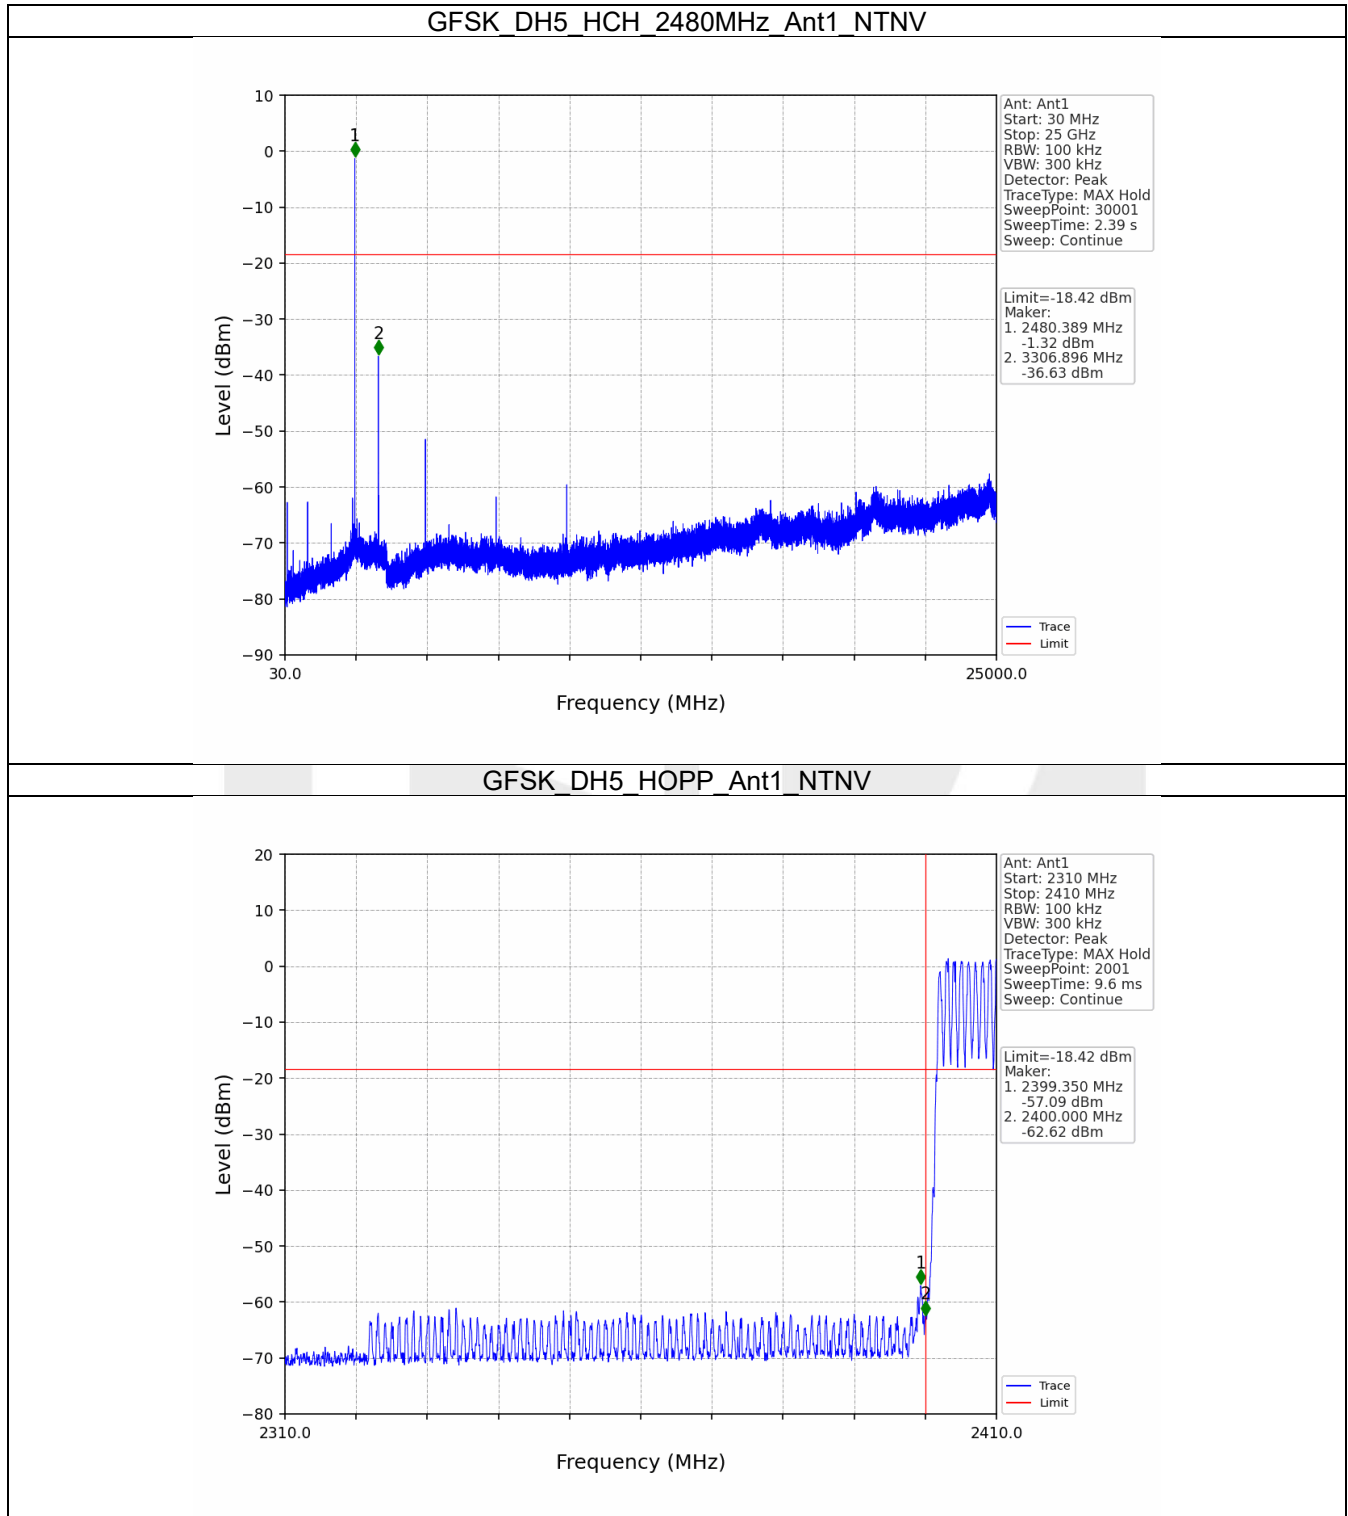 GFSK_DH5_HCH_2480MHz_Ant1_NTNV
10
0
−10
−20
−30
−40
−50
−60
−70
−80
−90
Level (dBm)
1
2
30.0
25000.0
Frequency (MHz)
Ant: Ant1
Start: 30 MHz
Stop: 25 GHz
RBW: 100 kHz
VBW: 300 kHz
Detector: Peak
TraceType: MAX Hold
SweepPoint: 30001
SweepTime: 2.39 s
Sweep: Continue
Limit=-18.42 dBm
Maker:
1. 2480.389 MHz
-1.32 dBm
2. 3306.896 MHz
-36.63 dBm
Trace
Limit
GFSK_DH5_HOPP_Ant1_NTNV
20
10
0
−10
−20
−30
−40
−50
−60
−70
−80
Level (dBm)
1
2
2310.0
2410.0
Frequency (MHz)
Ant: Ant1
Start: 2310 MHz
Stop: 2410 MHz
RBW: 100 kHz
VBW: 300 kHz
Detector: Peak
TraceType: MAX Hold
SweepPoint: 2001
SweepTime: 9.6 ms
Sweep: Continue
Limit=-18.42 dBm
Maker:
1. 2399.350 MHz
-57.09 dBm
2. 2400.000 MHz
-62.62 dBm
Trace
Limit